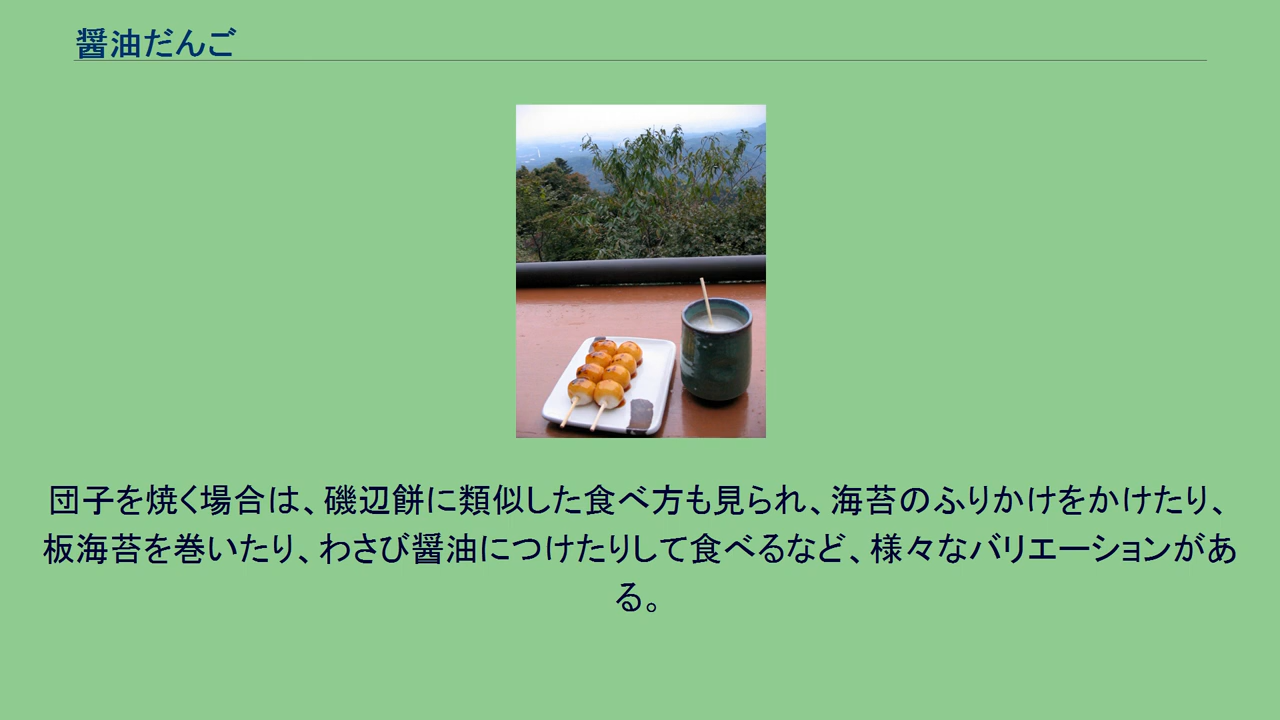 醤油だんご
団子を焼く場合は、磯辺餅に類似した食べ方も見られ、海苔のふりかけをかけたり、
板海苔を巻いたり、わさび醤油につけたりして食べるなど、様々なバリエーションがあ
る。